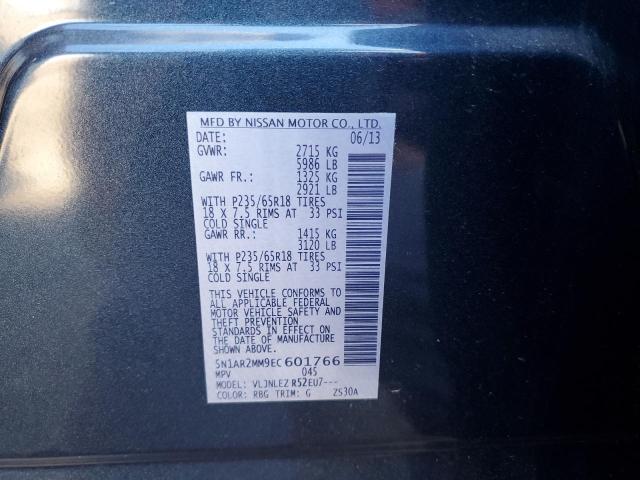 MFD BY NISSAN MOTOR CO., LTD.
DATE: 06/13
GVWR: 2715 KG
5986 LB
GAWR FR.: 1325 KG
2921 LB
WITH P235/65R18 TIRES
18 X 7.5 RIMS AT 33 PSI
COLD SINGLE
GAWR RR.: 1415 KG
3120 LB
WITH P235/65R18 TIRES
18 X 7.5 RIMS AT 33 PSI
COLD SINGLE
THIS VEHICLE CONFORMS TO
ALL APPLICABLE FEDERAL
MOTOR VEHICLE SAFETY AND
THEFT PREVENTION
STANDARDS IN EFFECT ON
THE DATE OF MANUFACTURE
SHOWN ABOVE.
5N1AR2MM9EC601766
MPV 045
MODEL: VLJNLEZ R52EU7---
COLOR: RBG TRIM: G ZS30A